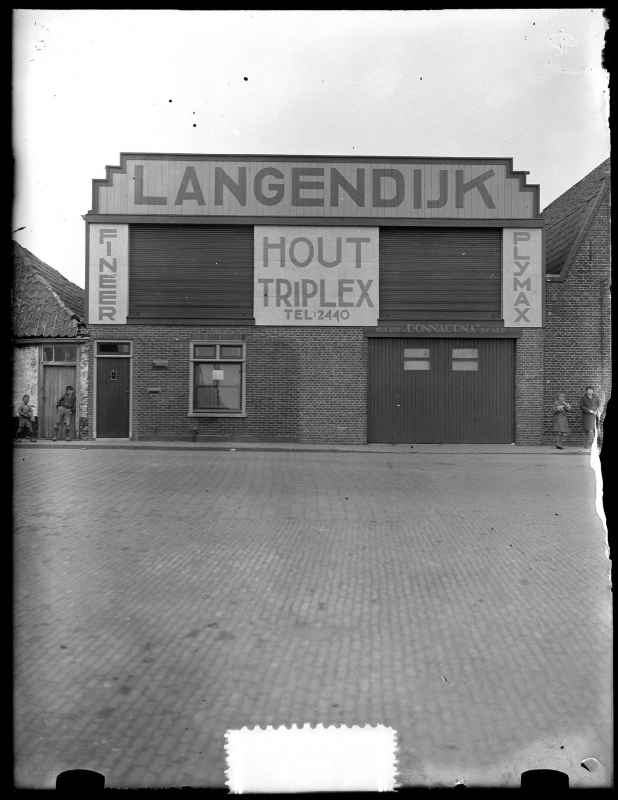 LANGENDIJK
FINEER
HOUT
TRIPLEX
TEL: 2440
PLYMAX